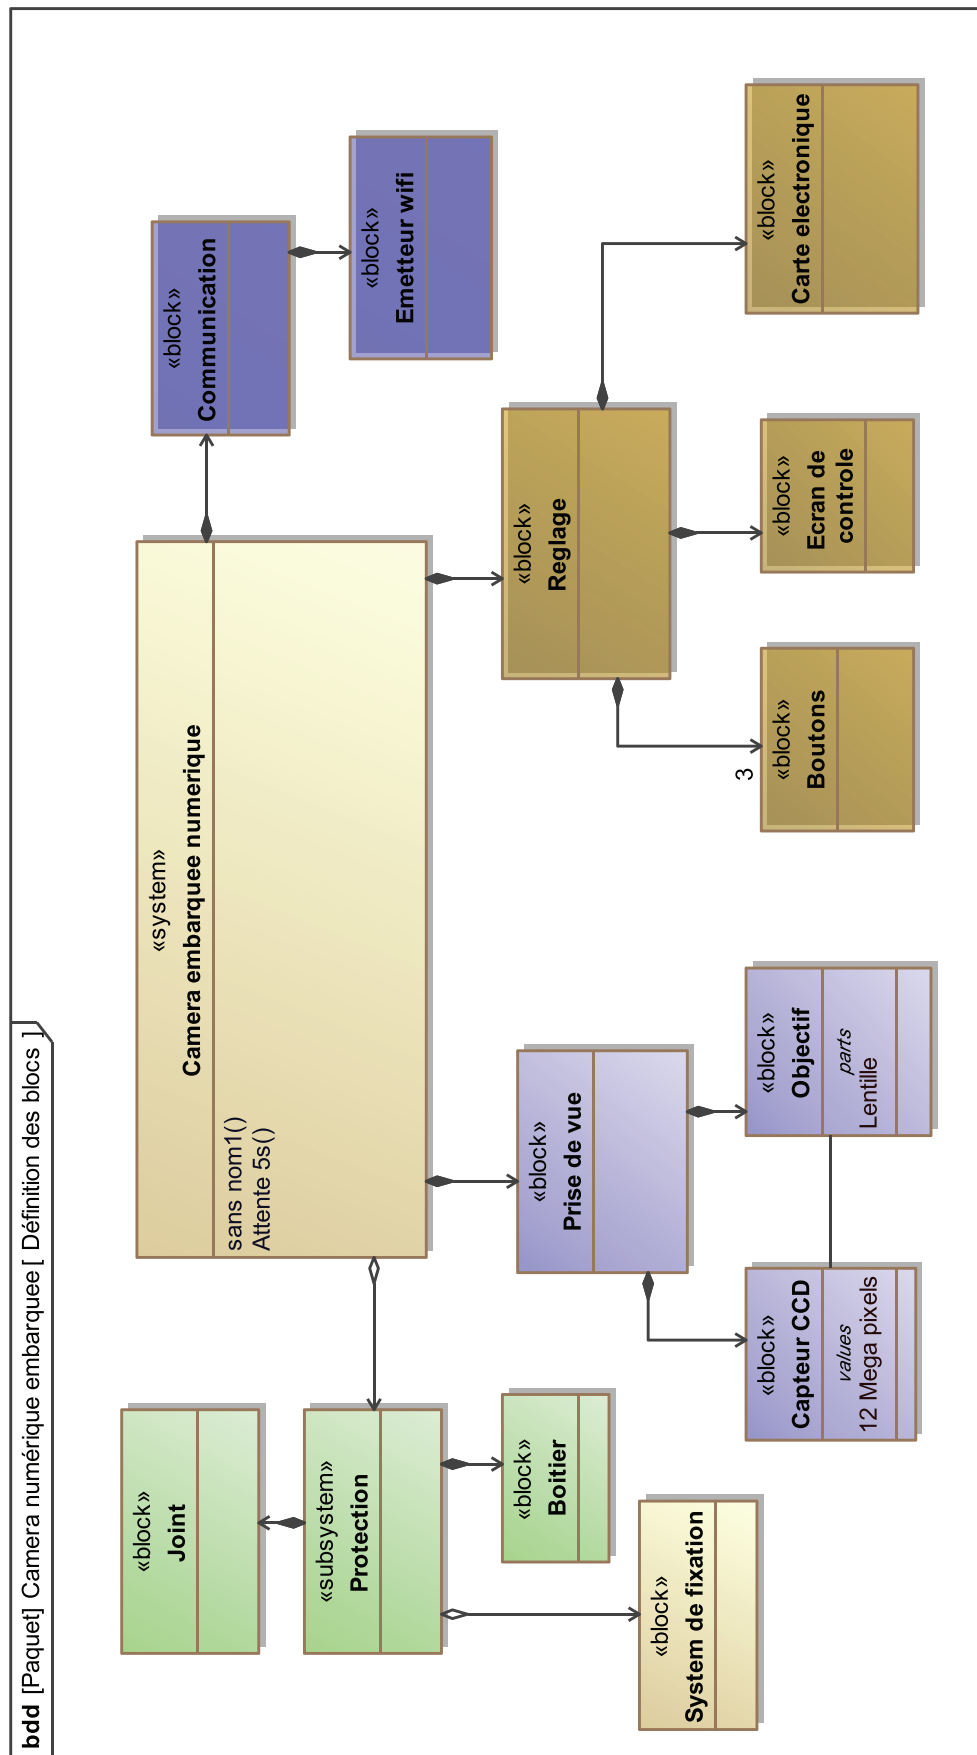 bdd [Paquet] Camera numérique embarquee [ Définition des blocs ]
«block»
Joint
«subsystem»
Protection
«block»
Boitier
«block»
System de fixation
«system»
Camera embarquee numerique
sans nom1()
Attente 5s()
«block»
Communication
«block»
Emetteur wifi
«block»
Prise de vue
«block»
Capteur CCD
values
12 Mega pixels
«block»
Objectif
parts
Lentille
«block»
Reglage
3
«block»
Boutons
«block»
Ecran de
controle
«block»
Carte electronique